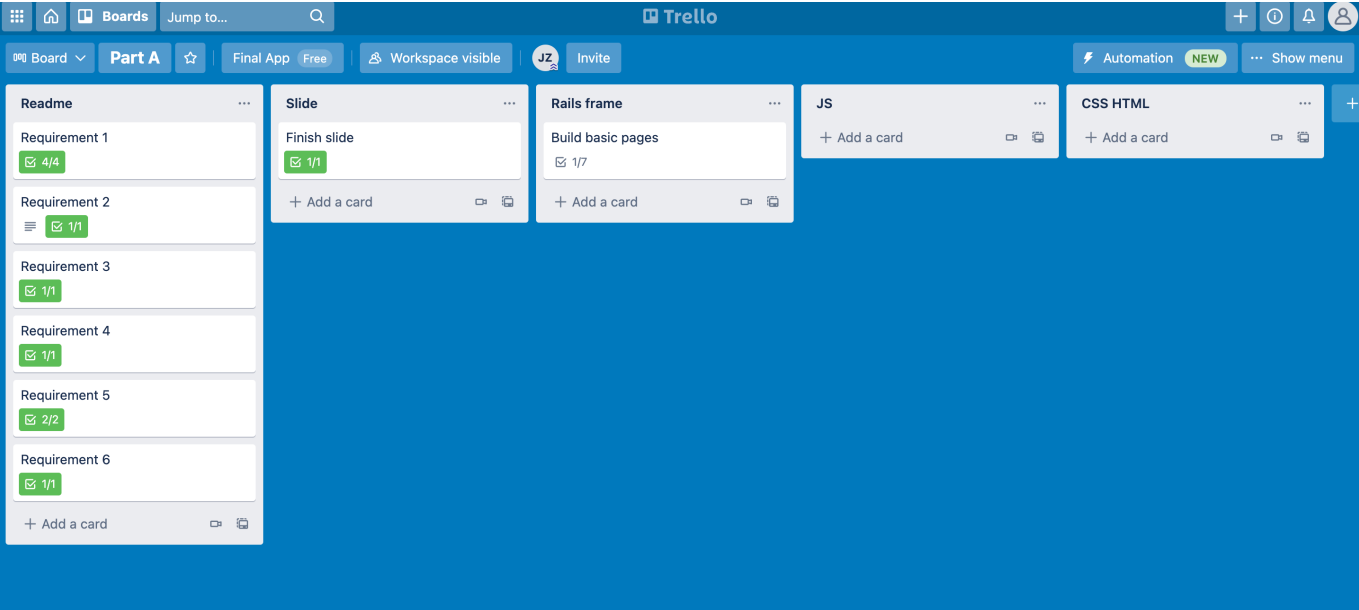 Boards
Jump to...
Trello
Board
Part A
Final App Free
Workspace visible
JZ
Invite
Automation NEW
Show menu
Readme
Requirement 1
4/4
Requirement 2
1/1
Requirement 3
1/1
Requirement 4
1/1
Requirement 5
2/2
Requirement 6
1/1
+ Add a card
Slide
Finish slide
1/1
+ Add a card
Rails frame
Build basic pages
1/7
+ Add a card
JS
+ Add a card
CSS HTML
+ Add a card